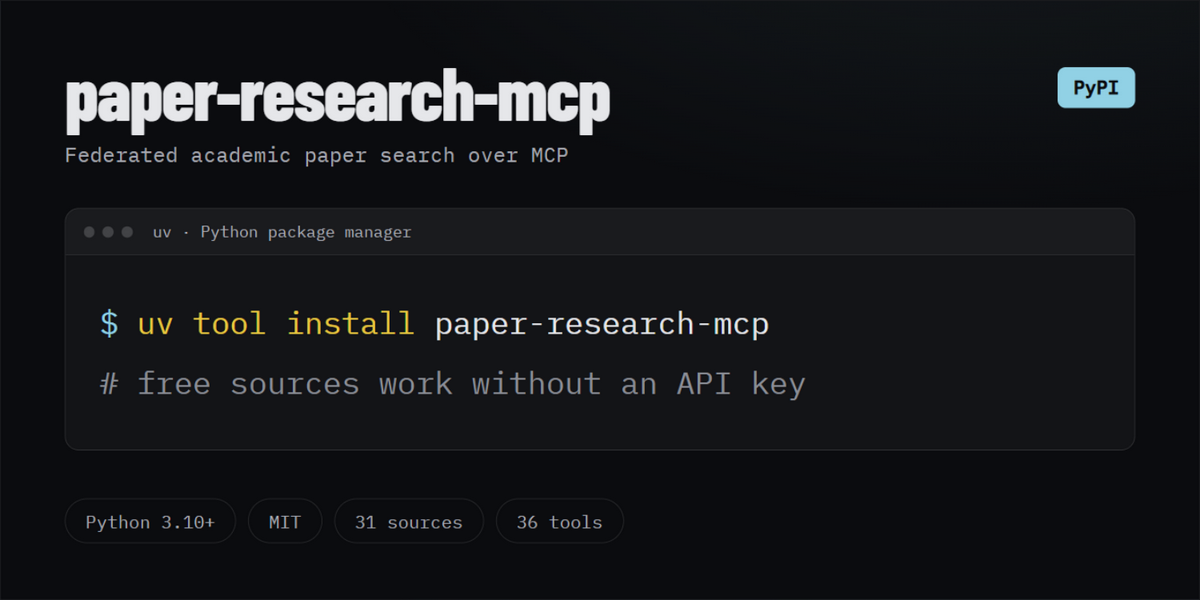 paper-research-mcp
PyPI
Federated academic paper search over MCP
uv · Python package manager
$ uv tool install paper-research-mcp
# free sources work without an API key
Python 3.10+
MIT
31 sources
36 tools